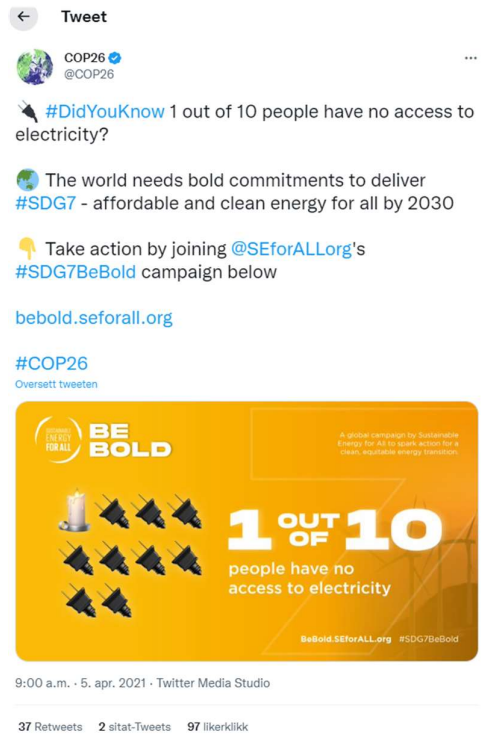 Tweet
COP26
@COP26
#DidYouKnow 1 out of 10 people have no access to
electricity?
The world needs bold commitments to deliver
#SDG7 - affordable and clean energy for all by 2030
Take action by joining @SEforALLorg's
#SDG7BeBold campaign below
bebold.seforall.org
#COP26
Oversett tweeten
SUSTAINABLE
ENERGY
FOR ALL
BE
BOLD
A global campaign by Sustainable
Energy for All to spark action for a
clean, equitable energy transition.
1 OUT OF 10
people have no
access to electricity
BeBold.SEforALL.org #SDG7BeBold
9:00 a.m. · 5. apr. 2021 · Twitter Media Studio
37 Retweets 2 sitat-Tweets 97 likerklikk